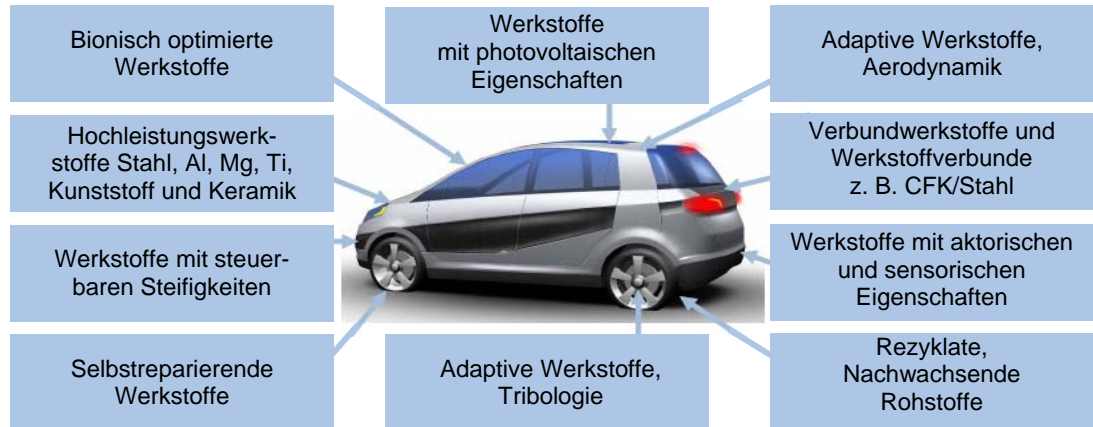 Bionisch optimierte
Werkstoffe
Werkstoffe
mit photovoltaischen
Eigenschaften
Adaptive Werkstoffe,
Aerodynamik
Hochleistungswerk-
stoffe Stahl, Al, Mg, Ti,
Kunststoff und Keramik
Verbundwerkstoffe und
Werkstoffverbunde
z. B. CFK/Stahl
Werkstoffe mit steuer-
baren Steifigkeiten
Werkstoffe mit aktorischen
und sensorischen
Eigenschaften
Selbstreparierende
Werkstoffe
Adaptive Werkstoffe,
Tribologie
Rezyklate,
Nachwachsende
Rohstoffe